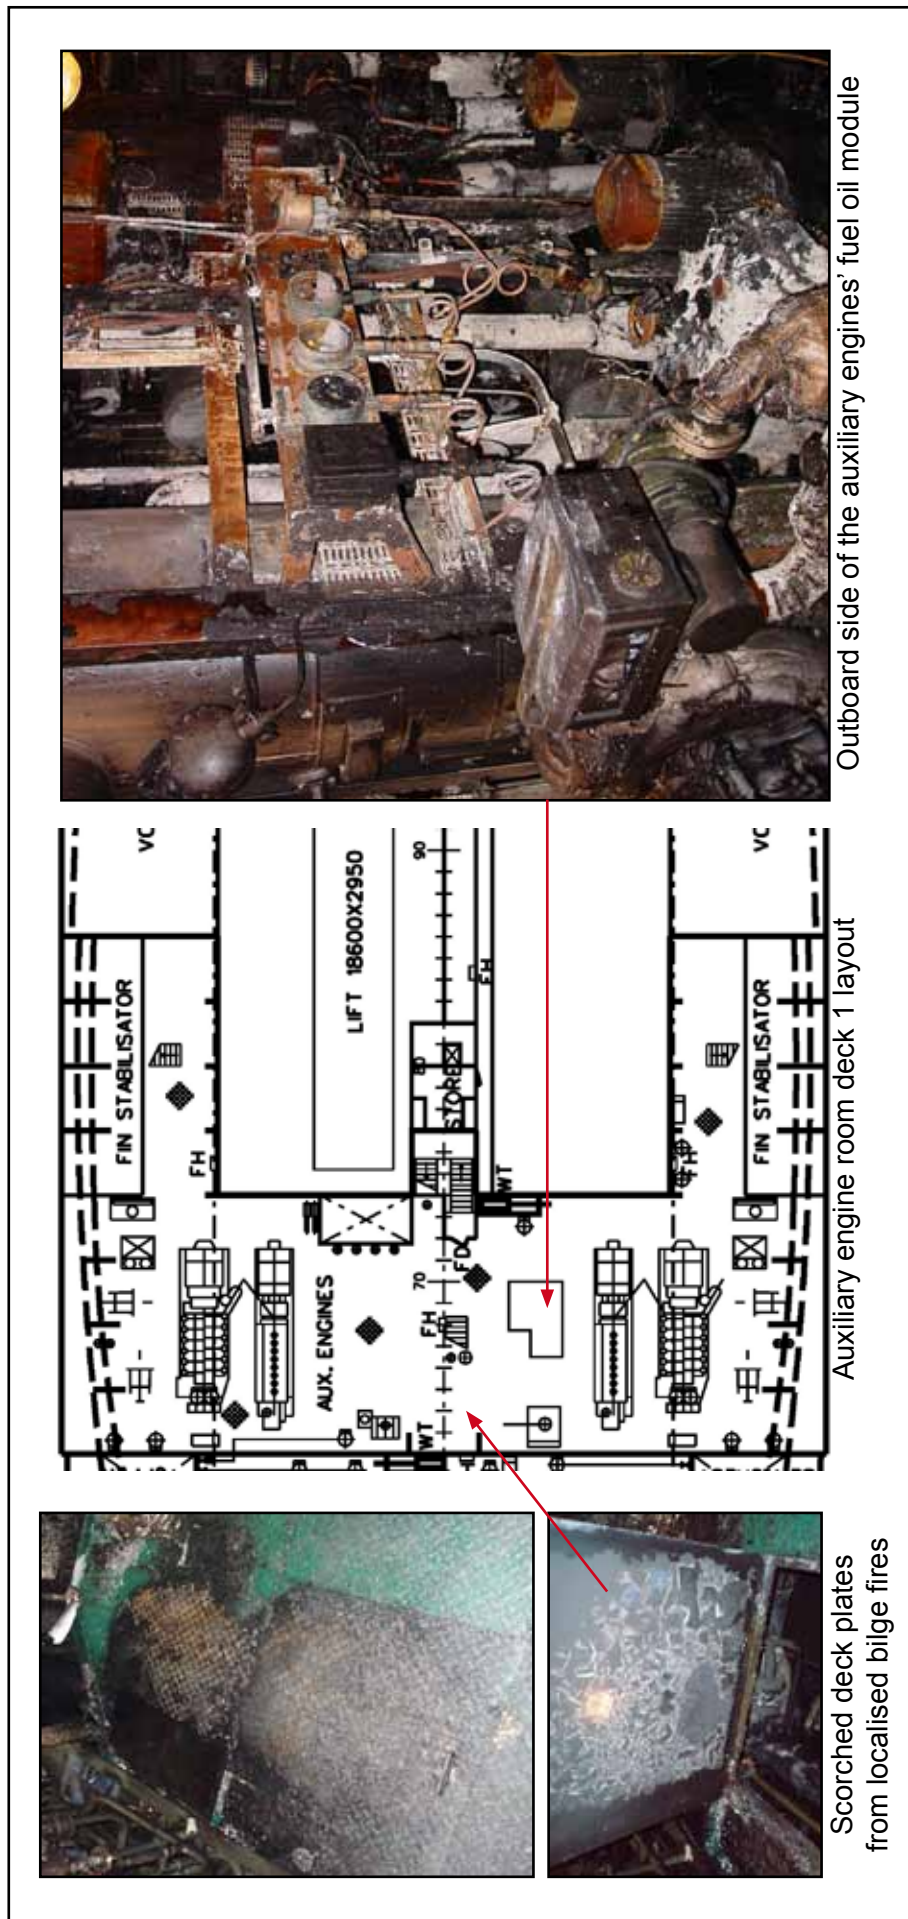 Scorched deck plates
from localised bilge fires
FIN STABILISATOR
FH
LIFT 18600X2950
AUX. ENGINES
70
80
90
FH
WT
STORE
FD
FH
WT
FH
FIN STABILISATOR
Auxiliary engine room deck 1 layout
Outboard side of the auxiliary engines' fuel oil module